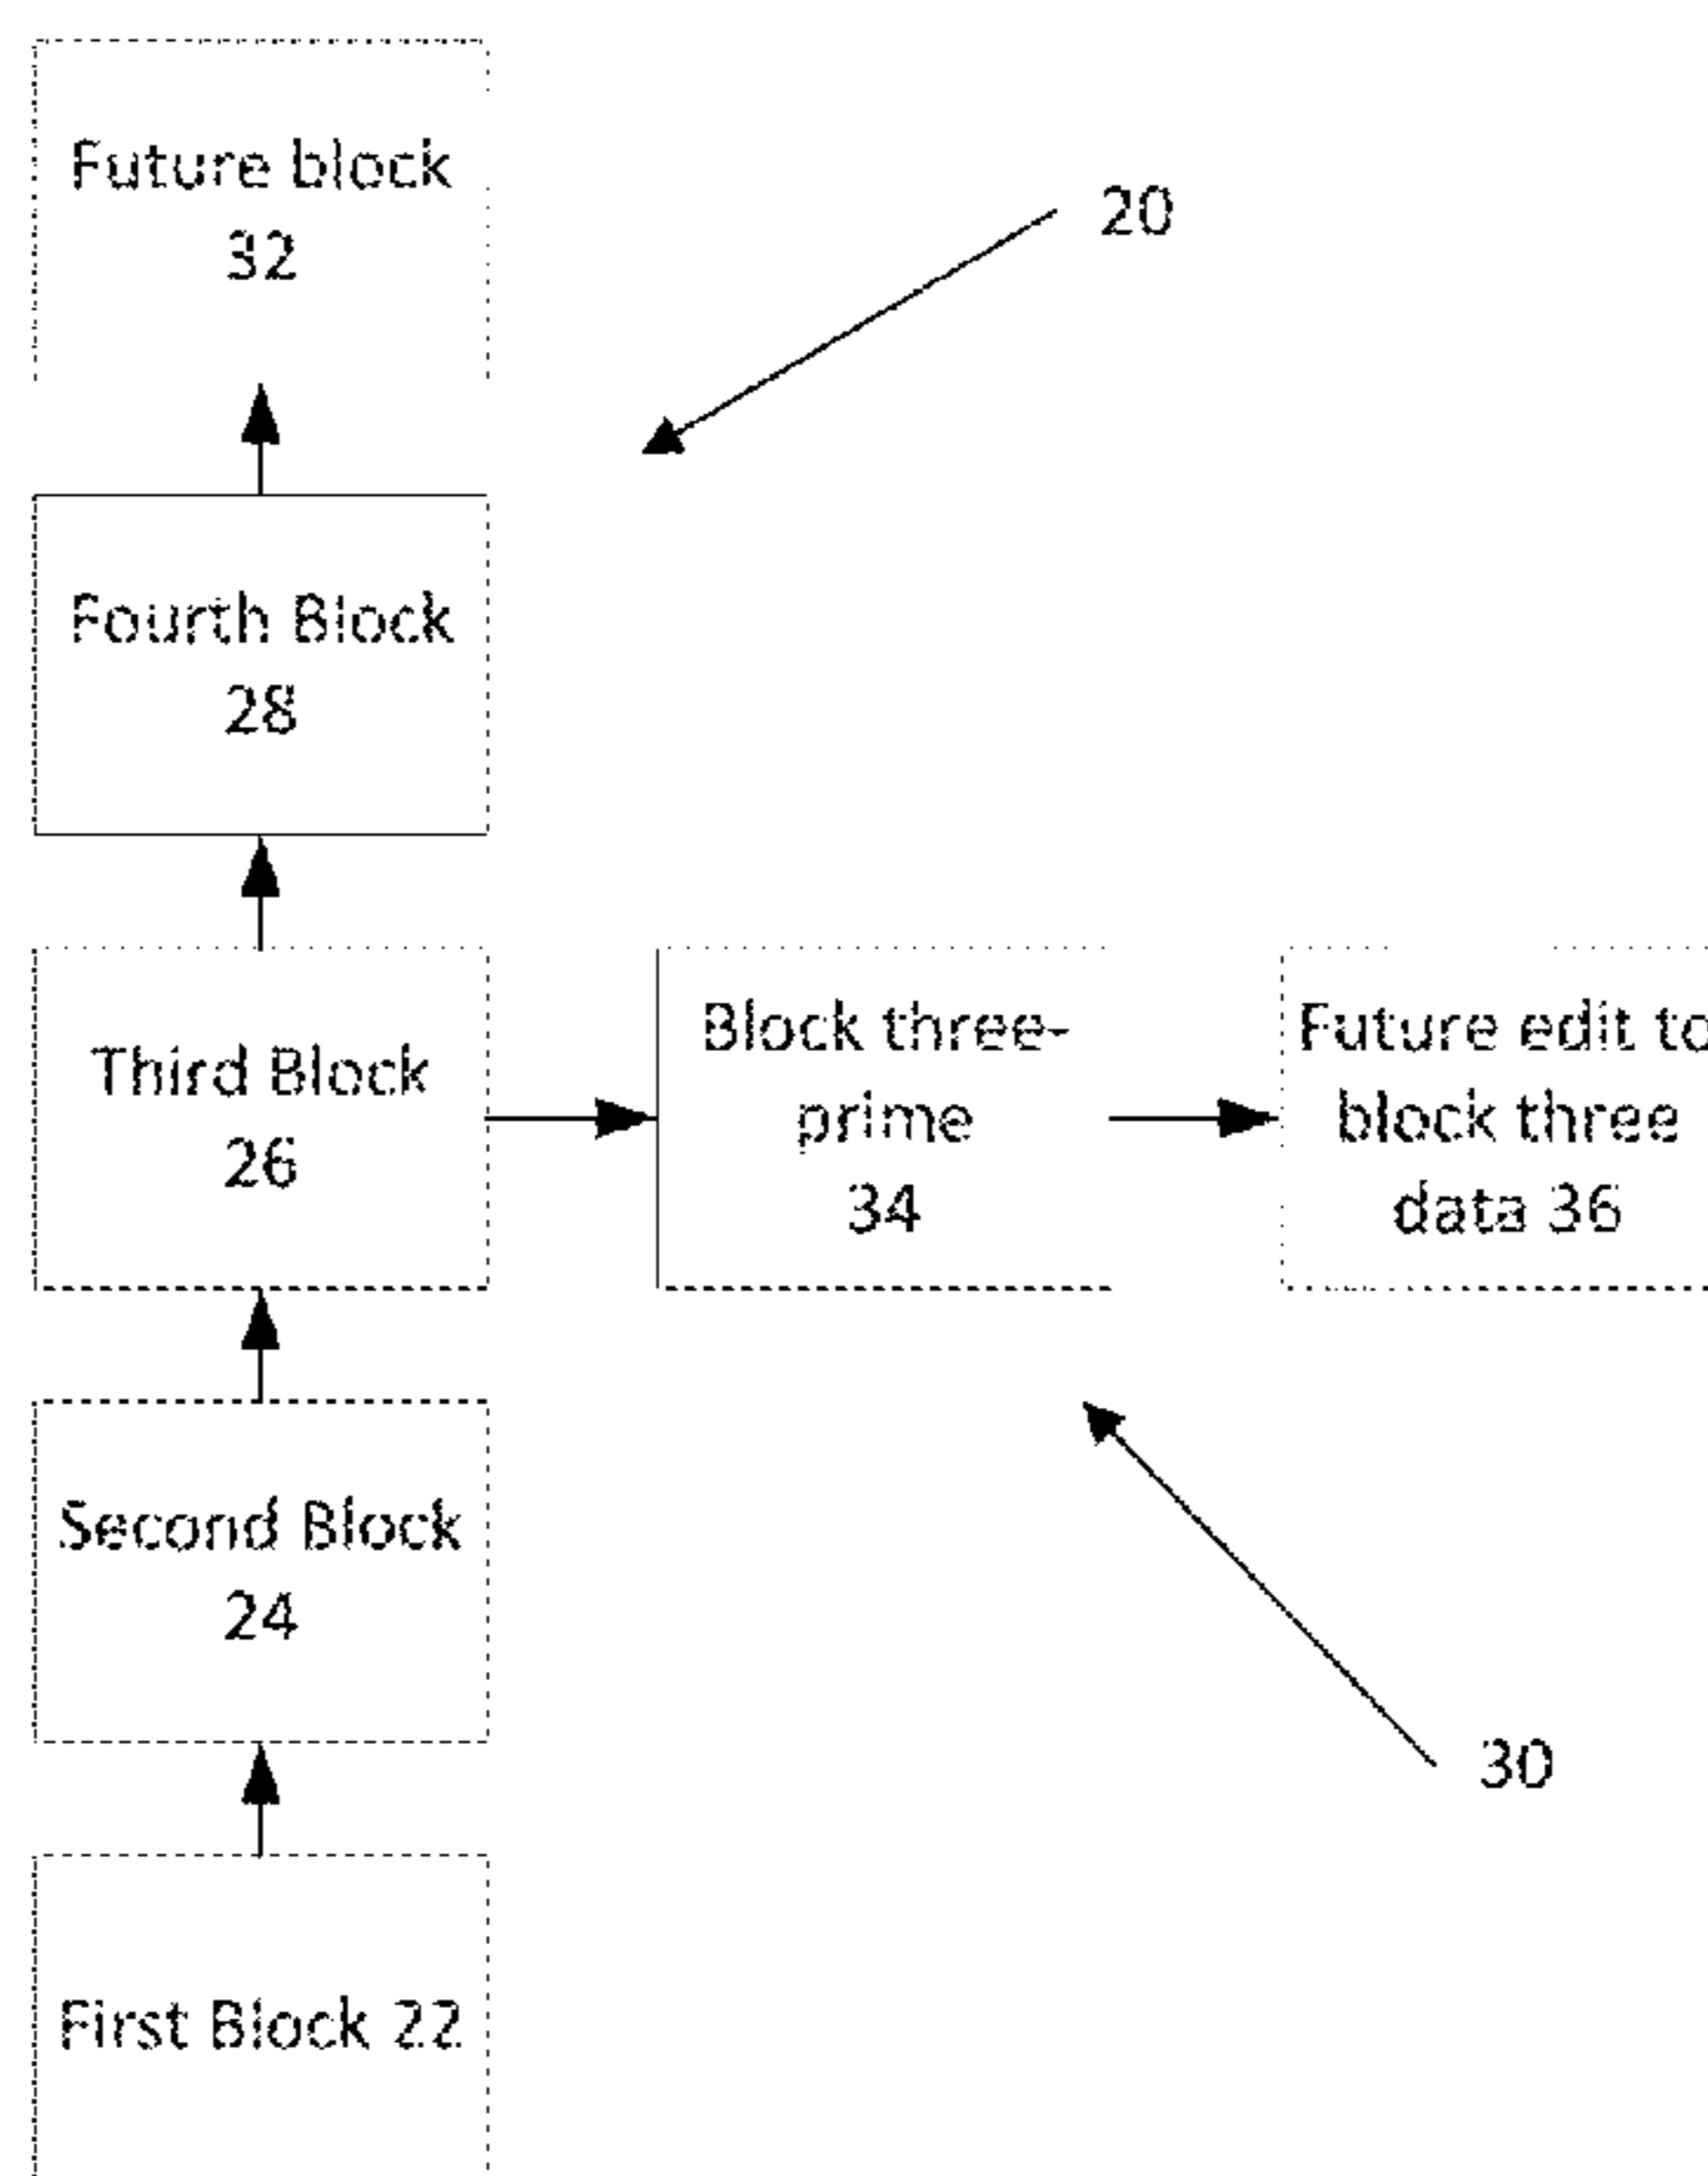 Future block
32
20
Fourth Block
28
Third Block
26
Block three-
prime
34
Future edit to
block three
data 36
Second Block
24
30
First Block 22